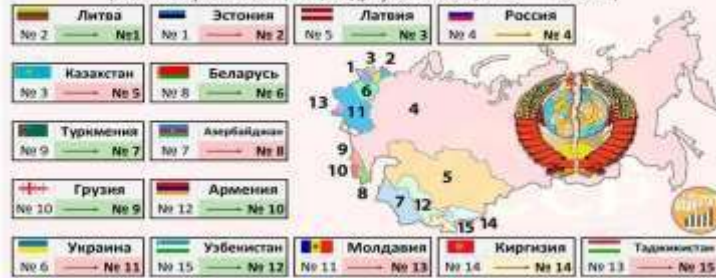 Литва
№ 2 → №1
Эстония
№ 1 → № 2
Латвия
№ 5 → № 3
Россия
№ 4 → № 4
Казахстан
№ 3 → № 5
Беларусь
№ 8 → № 6
Туркмения
№ 9 → № 7
Азербайджан
№ 7 → № 8
Грузия
№ 10 → № 9
Армения
№ 12 → № 10
Украина
№ 6 → № 11
Узбекистан
№ 15 → № 12
Молдавия
№ 11 → № 13
Киргизия
№ 14 → № 14
Таджикистан
№ 13 → № 15
1
3
2
6
13
11
4
9
10
8
5
7
12
15
14